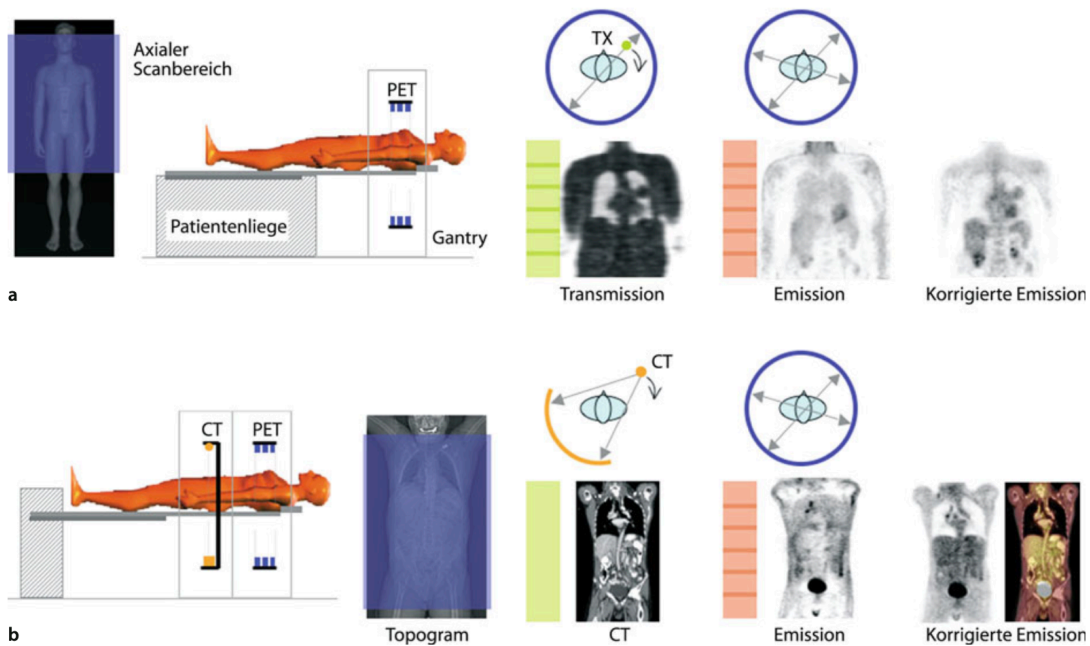 Axialer
Scanbereich
PET
Patientenliege
Gantry
TX
Transmission
Emission
Korrigierte Emission
a
CT
PET
Topogram
CT
CT
Emission
Korrigierte Emission
b